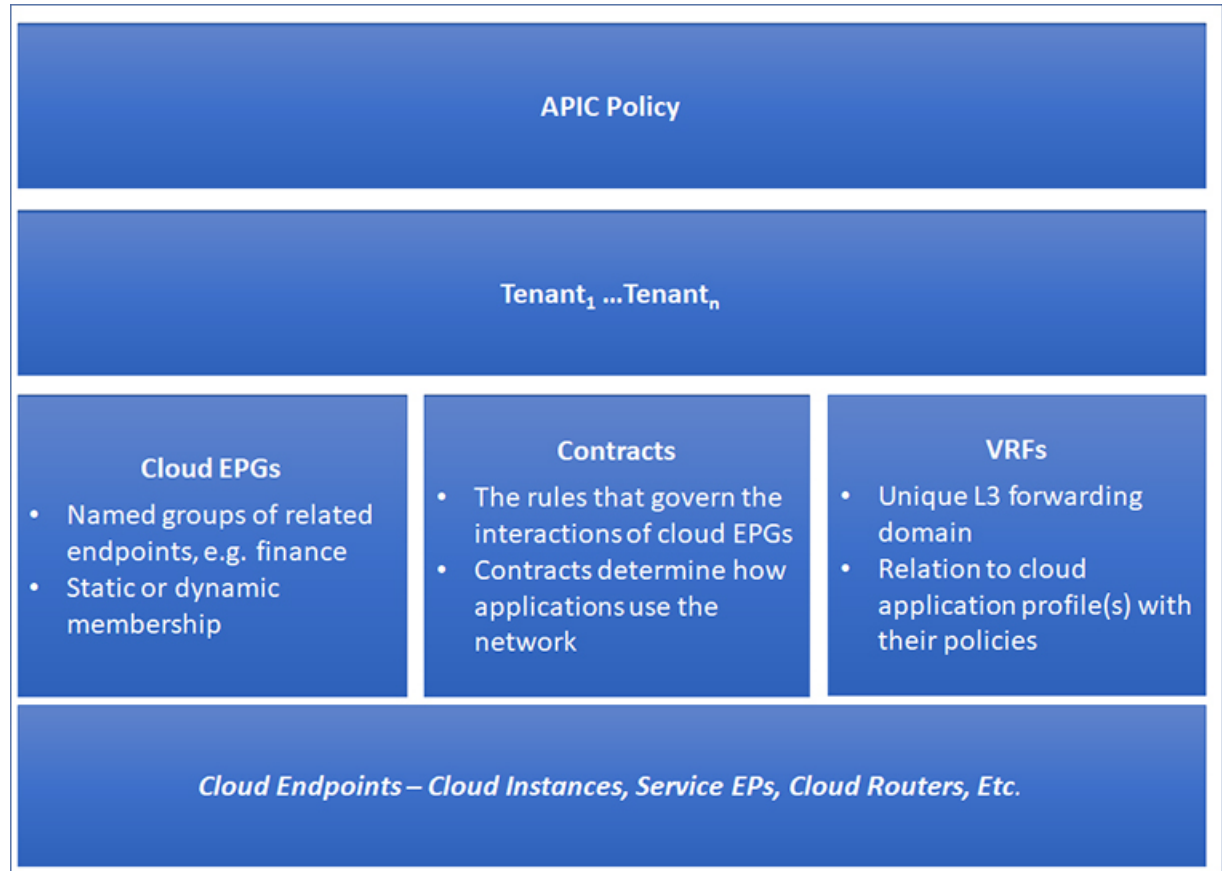 APIC Policy
Tenant₁ ...Tenantₙ
Cloud EPGs
• Named groups of related
endpoints, e.g. finance
• Static or dynamic
membership
Contracts
• The rules that govern the
interactions of cloud EPGs
• Contracts determine how
applications use the
network
VRFs
• Unique L3 forwarding
domain
• Relation to cloud
application profile(s) with
their policies
Cloud Endpoints – Cloud Instances, Service EPs, Cloud Routers, Etc.